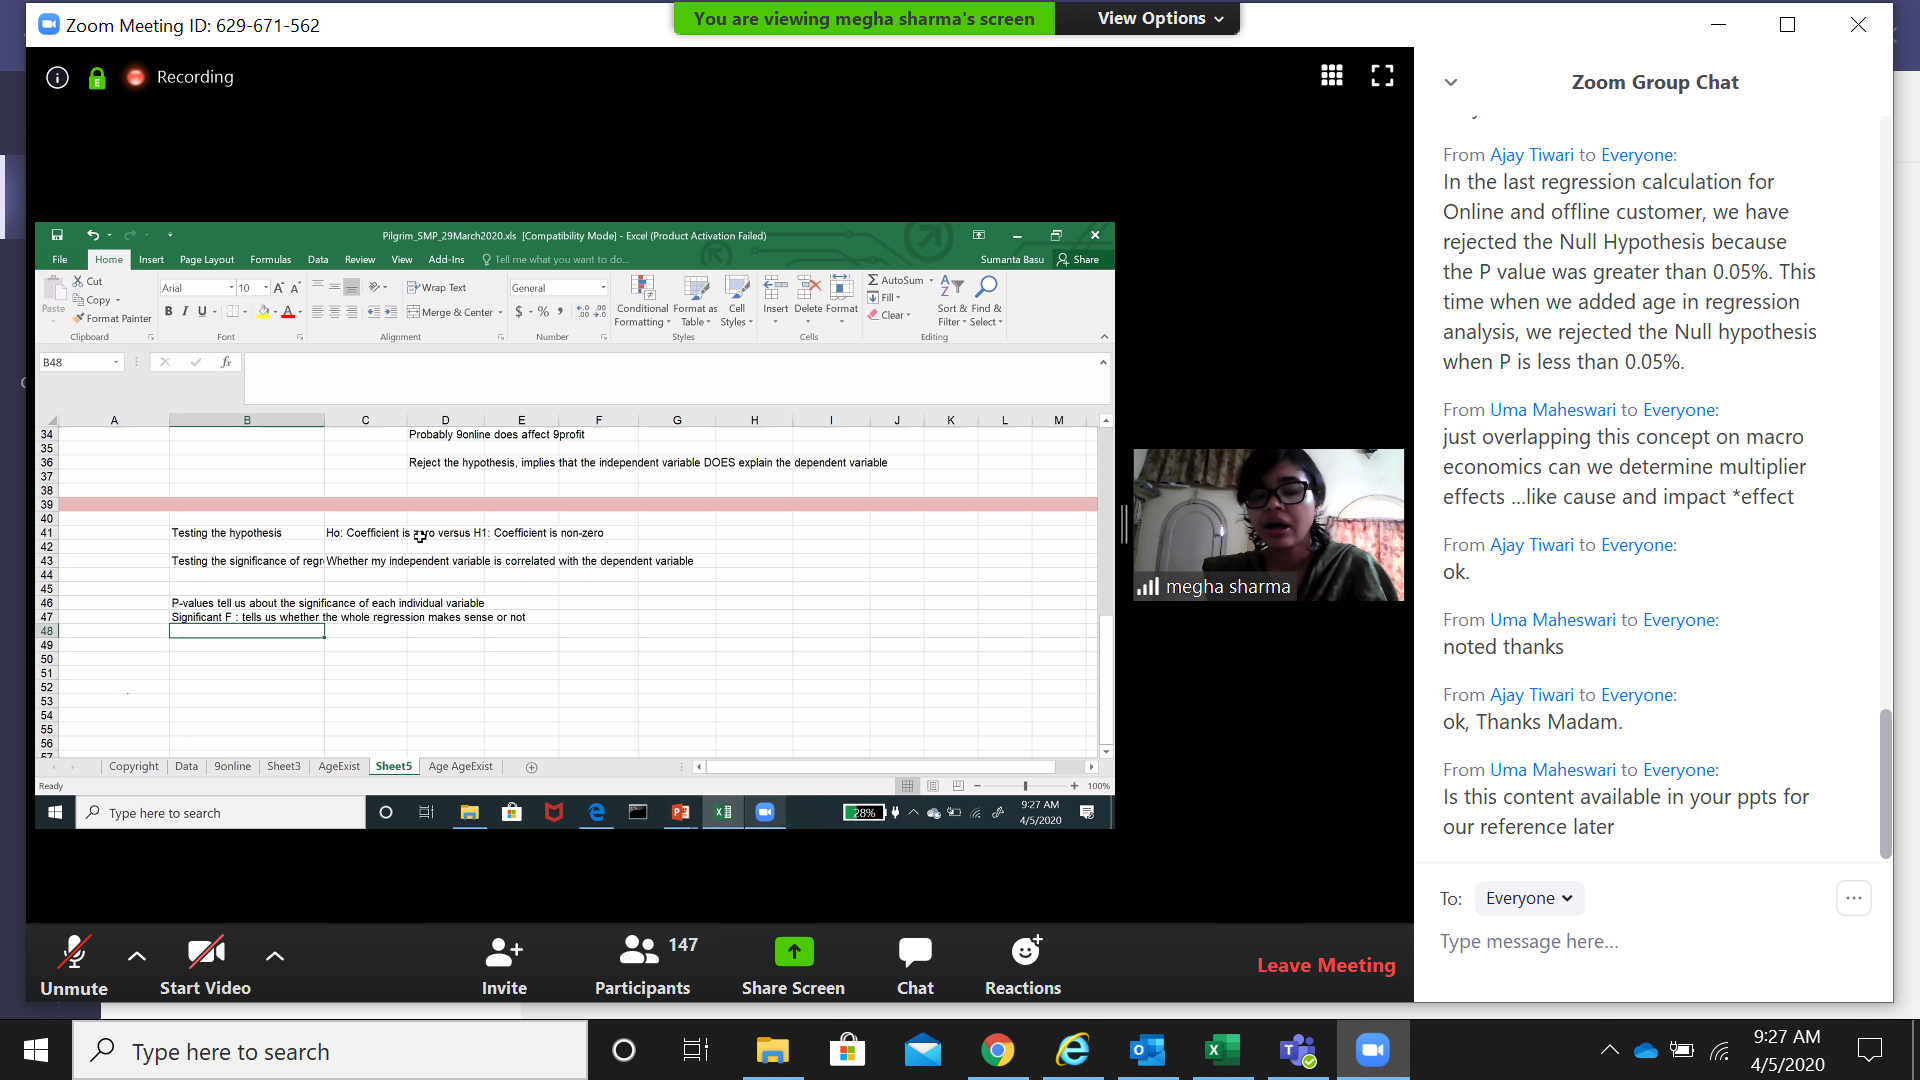 Zoom Meeting ID: 629-671-562
You are viewing megha sharma's screen
View Options
Recording
Pilgrim_SMP_29March2020.xls [Compatibility Mode] - Excel (Product Activation Failed)
File Home Insert Page Layout Formulas Data Review View Add-Ins Tell me what you want to do... Sumanta Basu Share
Paste
Cut
Copy
Format Painter
Clipboard
Arial 10
B I U
Font
Wrap Text
Merge & Center
Alignment
General
$ % ,
Number
Conditional Formatting
Format as Table
Cell Styles
Styles
Insert Delete Format
Cells
AutoSum
Fill
Clear
Sort & Filter
Find & Select
Editing
B48
fx
A B C D E F G H I J K L M
34 Probably 9online does affect 9profit
35
36 Reject the hypothesis, implies that the independent variable DOES explain the dependent variable
37
38
39
40
41 Testing the hypothesis Ho: Coefficient is zero versus H1: Coefficient is non-zero
42
43 Testing the significance of regr Whether my independent variable is correlated with the dependent variable
44
45
46 P-values tell us about the significance of each individual variable
47 Significant F : tells us whether the whole regression makes sense or not
48
49
50
51
52
53
54
55
56
57
Copyright Data 9online Sheet3 AgeExist Sheet5 Age AgeExist
Ready
100%
Type here to search
28%
9:27 AM
4/5/2020
megha sharma
Zoom Group Chat
From Ajay Tiwari to Everyone:
In the last regression calculation for
Online and offline customer, we have
rejected the Null Hypothesis because
the P value was greater than 0.05%. This
time when we added age in regression
analysis, we rejected the Null hypothesis
when P is less than 0.05%.
From Uma Maheswari to Everyone:
just overlapping this concept on macro
economics can we determine multiplier
effects ...like cause and impact *effect
From Ajay Tiwari to Everyone:
ok.
From Uma Maheswari to Everyone:
noted thanks
From Ajay Tiwari to Everyone:
ok, Thanks Madam.
From Uma Maheswari to Everyone:
Is this content available in your ppts for
our reference later
To: Everyone
Type message here...
Unmute
Start Video
Invite
Participants 147
Share Screen
Chat
Reactions
Leave Meeting
Type here to search
9:27 AM
4/5/2020